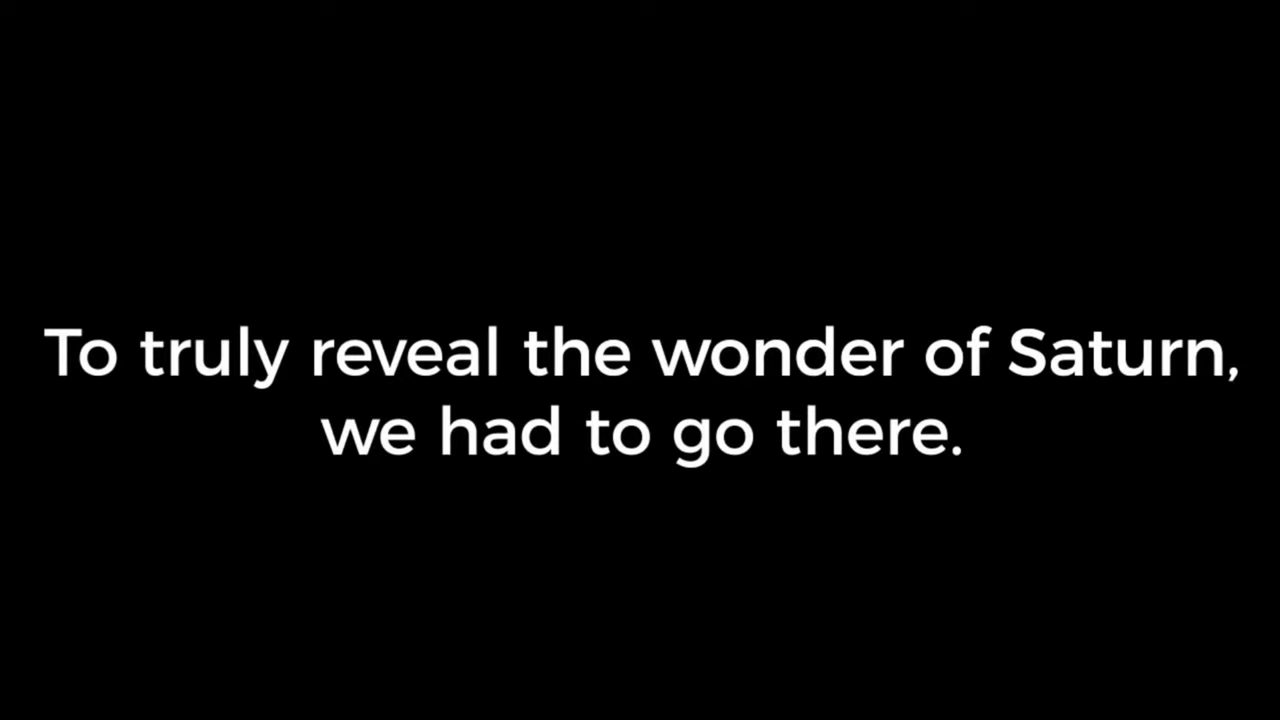 To truly reveal the wonder of Saturn,
we had to go there.